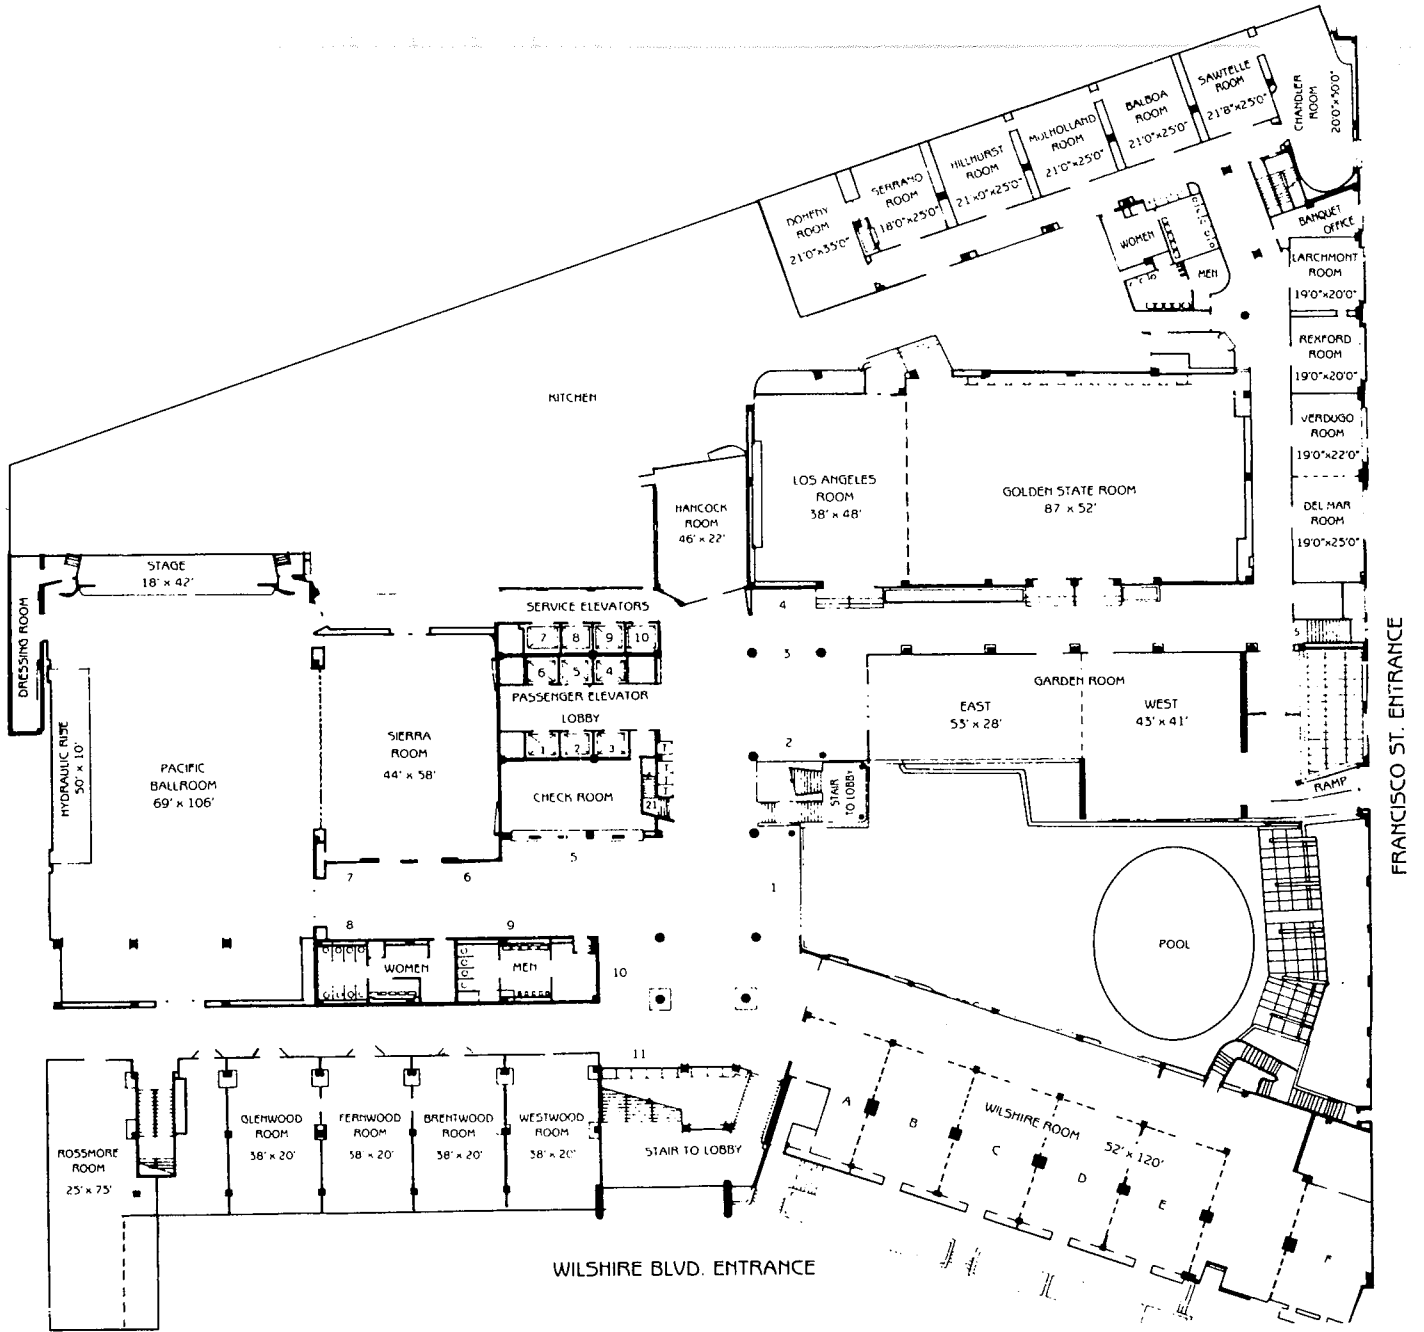 SAWTELLE
ROOM
21'8"x25'0"
CHANDLER
ROOM
20'0"x50'0"
BALBOA
ROOM
21'0"x25'0"
MULHOLLAND
ROOM
21'0"x25'0"
HILLHURST
ROOM
21'x0"x25'0"
SERRANO
ROOM
18'0"x25'0"
DOHENY
ROOM
21'0"x35'0"
WOMEN
MEN
BANQUET
OFFICE
LARCHMONT
ROOM
19'0"x20'0"
REXFORD
ROOM
19'0"x20'0"
VERDUGO
ROOM
19'0"x22'0"
DEL MAR
ROOM
19'0"x25'0"
KITCHEN
HANCOCK
ROOM
46' x 22'
LOS ANGELES
ROOM
38' x 48'
GOLDEN STATE ROOM
87 x 52'
STAGE
18' x 42'
DRESSING ROOM
HYDRAULIC RISE
50' x 10'
PACIFIC
BALLROOM
69' x 106'
SIERRA
ROOM
44' x 58'
SERVICE ELEVATORS
7 8 9 10
6 5 4
PASSENGER ELEVATOR
LOBBY
1 2 3
CHECK ROOM
21
4
3
2
1
5
5
6
7
8
9
10
11
GARDEN ROOM
EAST
53' x 28'
WEST
43' x 41'
STAIR
TO LOBBY
RAMP
FRANCISCO ST. ENTRANCE
POOL
WOMEN
MEN
ROSSMORE
ROOM
25' x 75'
GLENWOOD
ROOM
38' x 20'
FERNWOOD
ROOM
38' x 20'
BRENTWOOD
ROOM
38' x 20'
WESTWOOD
ROOM
38' x 20'
STAIR TO LOBBY
WILSHIRE ROOM 52' x 120'
A
B
C
D
E
F
WILSHIRE BLVD. ENTRANCE